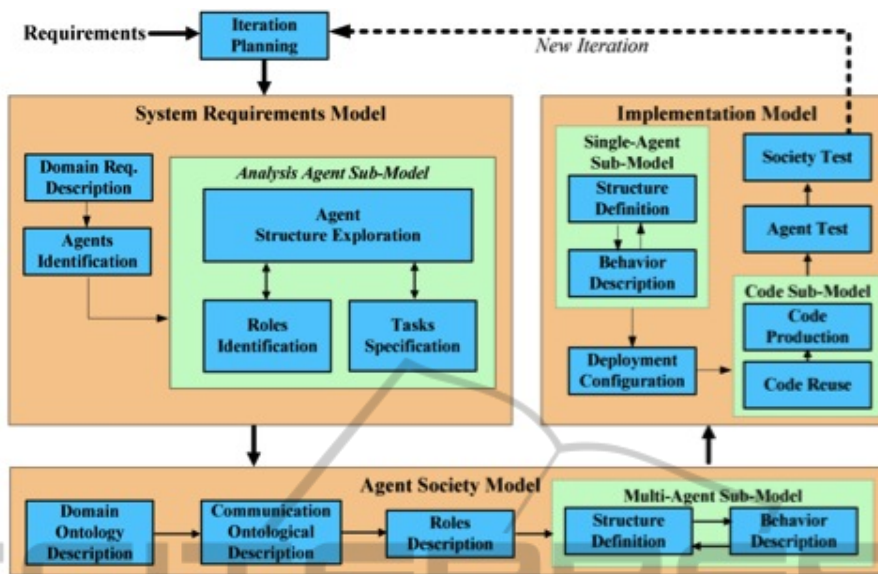 Requirements
Iteration
Planning
New Iteration
System Requirements Model
Domain Req.
Description
Agents
Identification
Analysis Agent Sub-Model
Agent
Structure Exploration
Roles
Identification
Tasks
Specification
Implementation Model
Single-Agent
Sub-Model
Structure
Definition
Behavior
Description
Deployment
Configuration
Society Test
Agent Test
Code Sub-Model
Code
Production
Code Reuse
Agent Society Model
Domain
Ontology
Description
Communication
Ontological
Description
Roles
Description
Multi-Agent Sub-Model
Structure
Definition
Behavior
Description